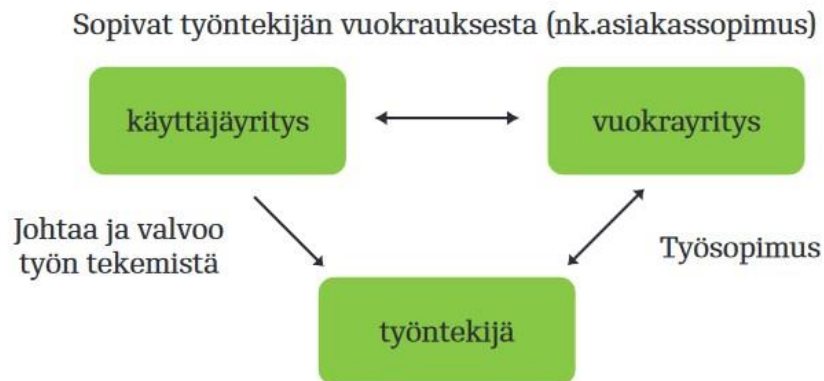 Sopivat työntekijän vuokrauksesta (nk.asiakassopimus)
käyttäjäyritys
vuokrayritys
Johtaa ja valvoo
työn tekemistä
Työsopimus
työntekijä